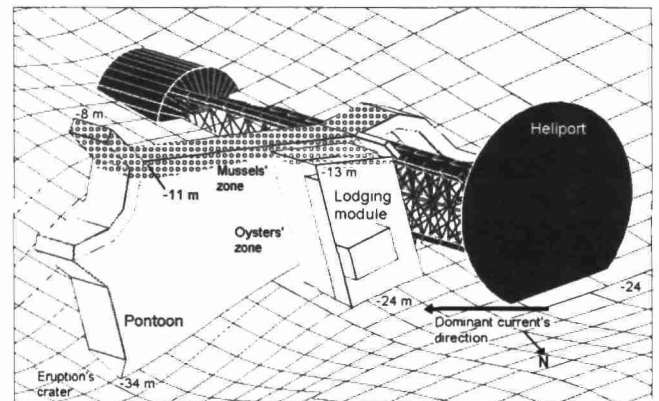 -8 m
Heliport
-11 m
Mussels'
zone
-13 m
Lodging
module
Oysters'
zone
-24
-24 m
Dominant current's
direction
Pontoon
N
Eruption's
crater
-34 m